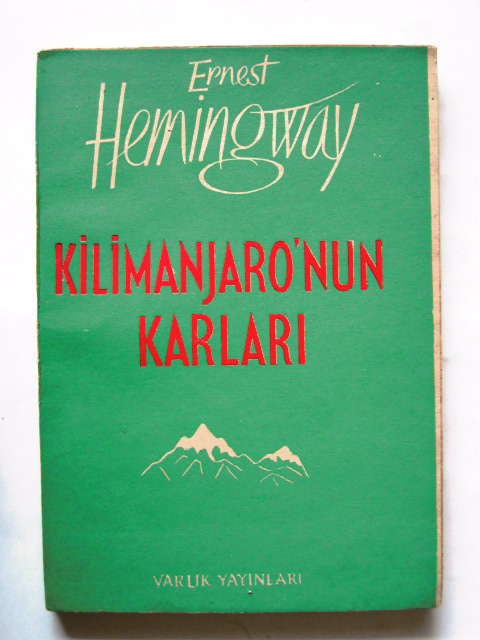 Ernest
Hemingway
KİLİMANJARO'NUN
KARLARI
VARLIK YAYINLARI